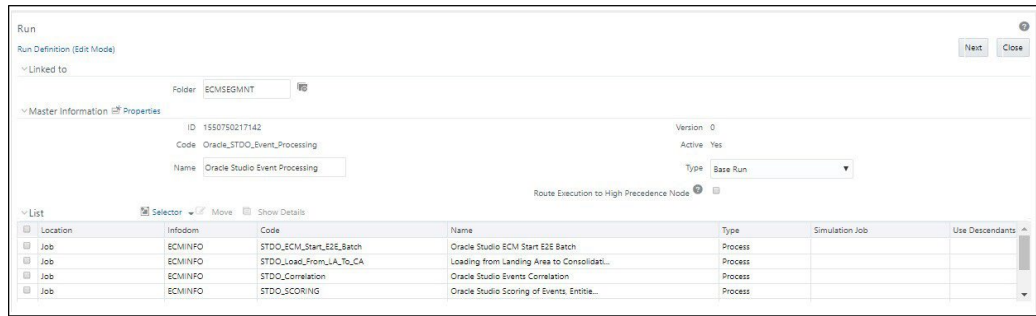 Run
Run Definition (Edit Mode)
Next Close
Linked to
Folder ECMSEGMNT
Master Information Properties
ID 1550750217142 Version 0
Code Oracle_STDO_Event_Processing Active Yes
Name Oracle Studio Event Processing Type Base Run
Route Execution to High Precedence Node
List Selector Move Show Details
Location Infodom Code Name Type Simulation Job Use Descendants
Job ECMINFO STDO_ECM_Start_E2E_Batch Oracle Studio ECM Start E2E Batch Process
Job ECMINFO STDO_Load_From_LA_To_CA Loading from Landing Area to Consolidati... Process
Job ECMINFO STDO_Correlation Oracle Studio Events Correlation Process
Job ECMINFO STDO_SCORING Oracle Studio Scoring of Events, Entitie... Process